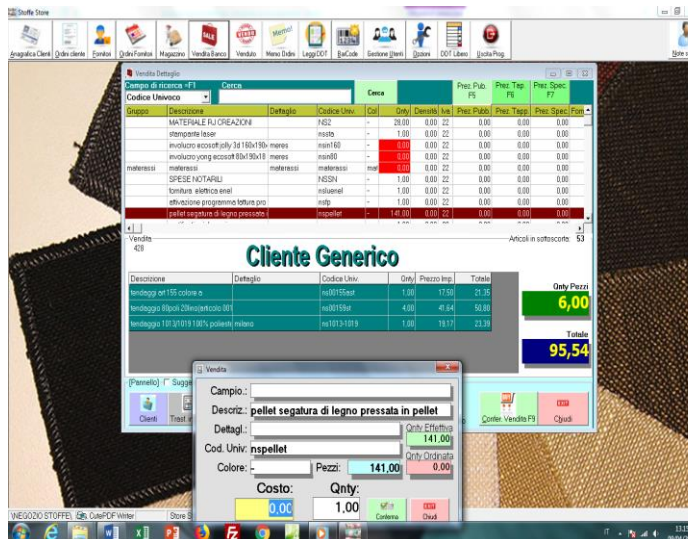 Stoffe Store
Anagrafica Clienti Ordini cliente Fornitori Ordini Fornitori Magazzino Vendita Banco Venduto Memo Ordini Leggi DDT BarCode Gestione Utenti Opzioni DDT Libero Uscita Prog. Note s
Vendita Dettaglio
Campo di ricerca =F1 Cerca
Codice Univoco Cerca
Prez. Pub. F5 Prez. Tap. F6 Prez. Spec. F7
Gruppo Descrizione Dettaglio Codice Univ. Col Qnty Densità Iva Prez. Pubb. Prez. Tapp. Prez. Spec. Forn
MATERIALE FU CREAZIONI NS2 - 28,00 0,00 22 0,00 0,00 0,00
stampante laser nssta - 1,00 0,00 22 0,00 0,00 0,00
involucro ecosoft jolly 3d 160x190 meres nsin160 - 0,00 0,00 22 0,00 0,00 0,00
involucro yong ecosoft 80x190x18 meres nsin80 - 0,00 0,00 22 0,00 0,00 0,00
materassi materassi materassi materassi mat 0,00 0,00 22 0,00 0,00 0,00
SPESE NOTARILI NSSN - 1,00 0,00 22 0,00 0,00 0,00
fornitura elettrica enel nsluenel - 1,00 0,00 22 0,00 0,00 0,00
attivazione programma fattura pro nsfp - 1,00 0,00 22 0,00 0,00 0,00
pellet segatura di legno pressata i nspellet - 141,00 0,00 22 0,00 0,00 0,00
Vendita Articoli in sottoscorta: 53
428
Cliente Generico
Descrizione Dettaglio Codice Univ. Qnty Prezzo Imp. Totale
tendaggi art 155 colore a ns00155ast 1,00 17,50 21,35
tendaggio 80poli 20lino(articolo 001 ns00159st 4,00 41,64 50,80
tendaggio 1013/1019 100% poliest milano ns1013-1019 1,00 19,17 23,39
Qnty Pezzi
6,00
Totale
95,54
[Pannello] Sugge
Clienti Trast. i Confer. Vendita F9 Chiudi
Vendita
Campio.:
Descriz.: pellet segatura di legno pressata in pellet
Dettagl.: Qnty Effettiva
141,00
Cod. Univ: nspellet
Qnty Ordinata
Colore: - Pezzi: 141,00 0,00
Costo: Qnty:
0,00 1,00 Conferma Chiudi
\NEGOZIO STOFFE\ CutePDF Writer Store S
IT 13.15